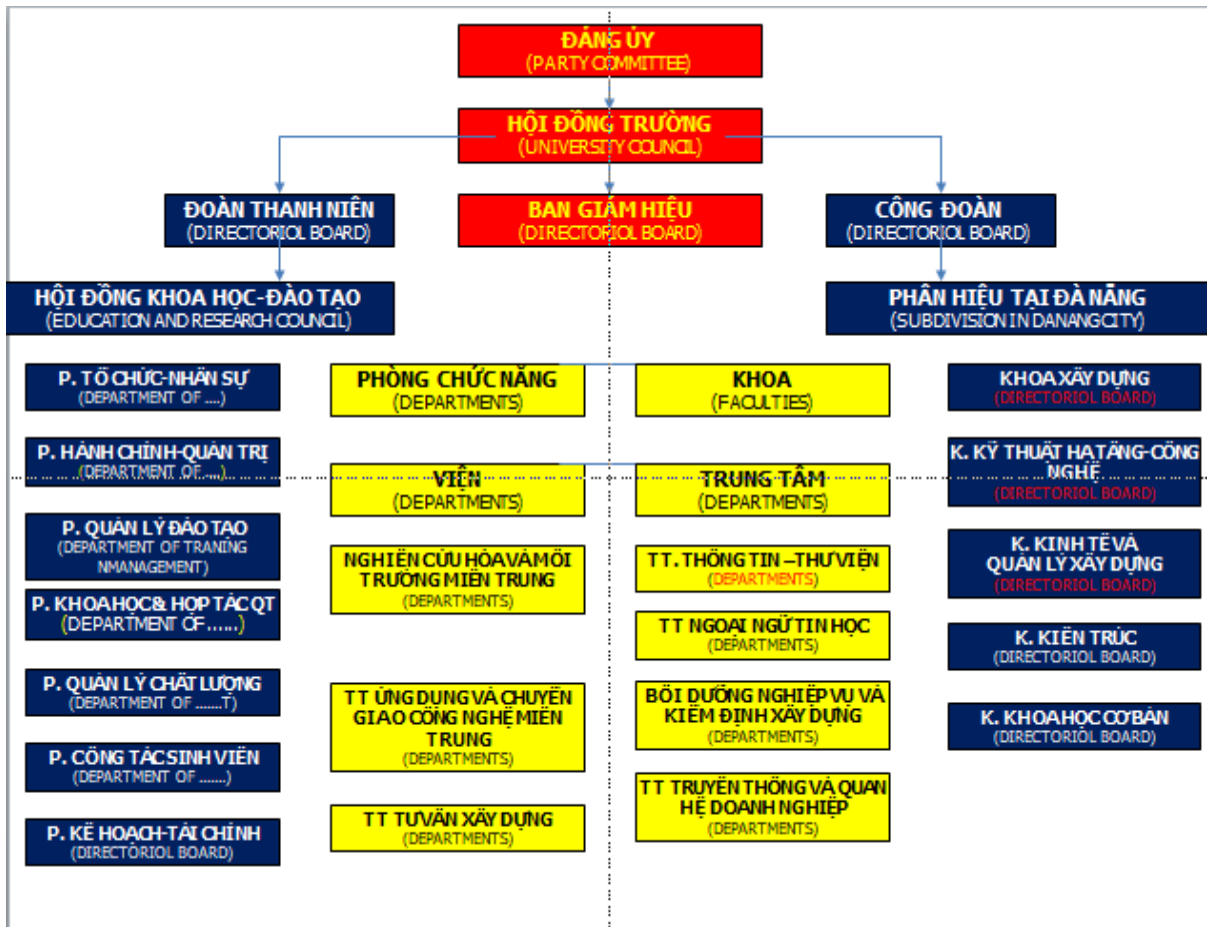 ĐẢNG ỦY
(PARTY COMMITTEE)
HỘI ĐỒNG TRƯỜNG
(UNIVERSITY COUNCIL)
ĐOÀN THANH NIÊN
(DIRECTORIOL BOARD)
BAN GIÁM HIỆU
(DIRECTORIOL BOARD)
CÔNG ĐOÀN
(DIRECTORIOL BOARD)
HỘI ĐỒNG KHOA HỌC-ĐÀO TẠO
(EDUCATION AND RESEARCH COUNCIL)
PHÂN HIỆU TẠI ĐÀ NẴNG
(SUBDIVISION IN DANANG CITY)
P. TỔ CHỨC-NHÂN SỰ
(DEPARTMENT OF ....)
P. HÀNH CHÍNH-QUẢN TRỊ
(DEPARTMENT OF ....)
P. QUẢN LÝ ĐÀO TẠO
(DEPARTMENT OF TRANING
NMANAGEMENT)
P. KHOA HỌC & HỢP TÁC QT
(DEPARTMENT OF ......)
P. QUẢN LÝ CHẤT LƯỢNG
(DEPARTMENT OF .......T)
P. CÔNG TÁC SINH VIÊN
(DEPARTMENT OF .......)
P. KẾ HOẠCH-TÀI CHÍNH
(DIRECTORIOL BOARD)
PHÒNG CHỨC NĂNG
(DEPARTMENTS)
VIỆN
(DEPARTMENTS)
NGHIÊN CỨU HÓA VÀ MÔI
TRƯỜNG MIỀN TRUNG
(DEPARTMENTS)
TT ỨNG DỤNG VÀ CHUYỂN
GIAO CÔNG NGHỆ MIỀN
TRUNG
(DEPARTMENTS)
TT TƯ VẤN XÂY DỰNG
(DEPARTMENTS)
KHOA
(FACULTIES)
TRUNG TÂM
(DEPARTMENTS)
TT. THÔNG TIN –THƯ VIỆN
(DEPARTMENTS)
TT NGOẠI NGỮ TIN HỌC
(DEPARTMENTS)
BỒI DƯỠNG NGHIỆP VỤ VÀ
KIỂM ĐỊNH XÂY DỰNG
(DEPARTMENTS)
TT TRUYỀN THÔNG VÀ QUAN
HỆ DOANH NGHIỆP
(DEPARTMENTS)
KHOA XÂY DỰNG
(DIRECTORIOL BOARD)
K. KỸ THUẬT HẠ TẦNG-CÔNG
NGHỆ
(DIRECTORIOL BOARD)
K. KINH TẾ VÀ
QUẢN LÝ XÂY DỰNG
(DIRECTORIOL BOARD)
K. KIẾN TRÚC
(DIRECTORIOL BOARD)
K. KHOA HỌC CƠ BẢN
(DIRECTORIOL BOARD)